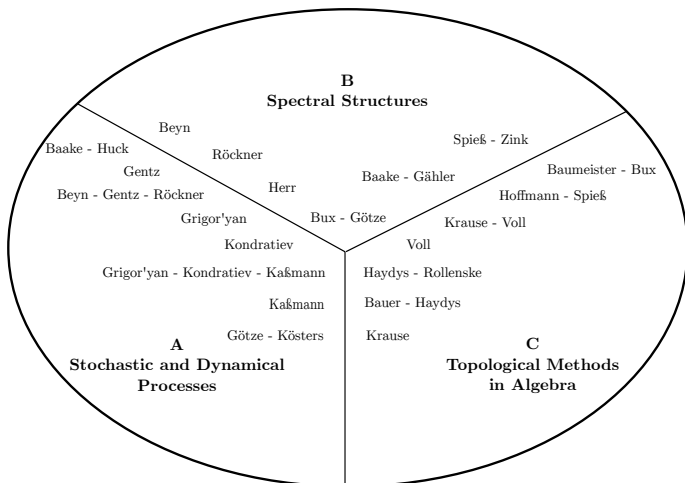 B
Spectral Structures
Beyn
Röckner
Herr
Bux - Götze
Spieß - Zink
Baake - Gähler
Baake - Huck
Gentz
Beyn - Gentz - Röckner
Grigor'yan
Kondratiev
Grigor'yan - Kondratiev - Kaßmann
Kaßmann
Götze - Kösters
A
Stochastic and Dynamical
Processes
Baumeister - Bux
Hoffmann - Spieß
Krause - Voll
Voll
Haydys - Rollenske
Bauer - Haydys
Krause
C
Topological Methods
in Algebra